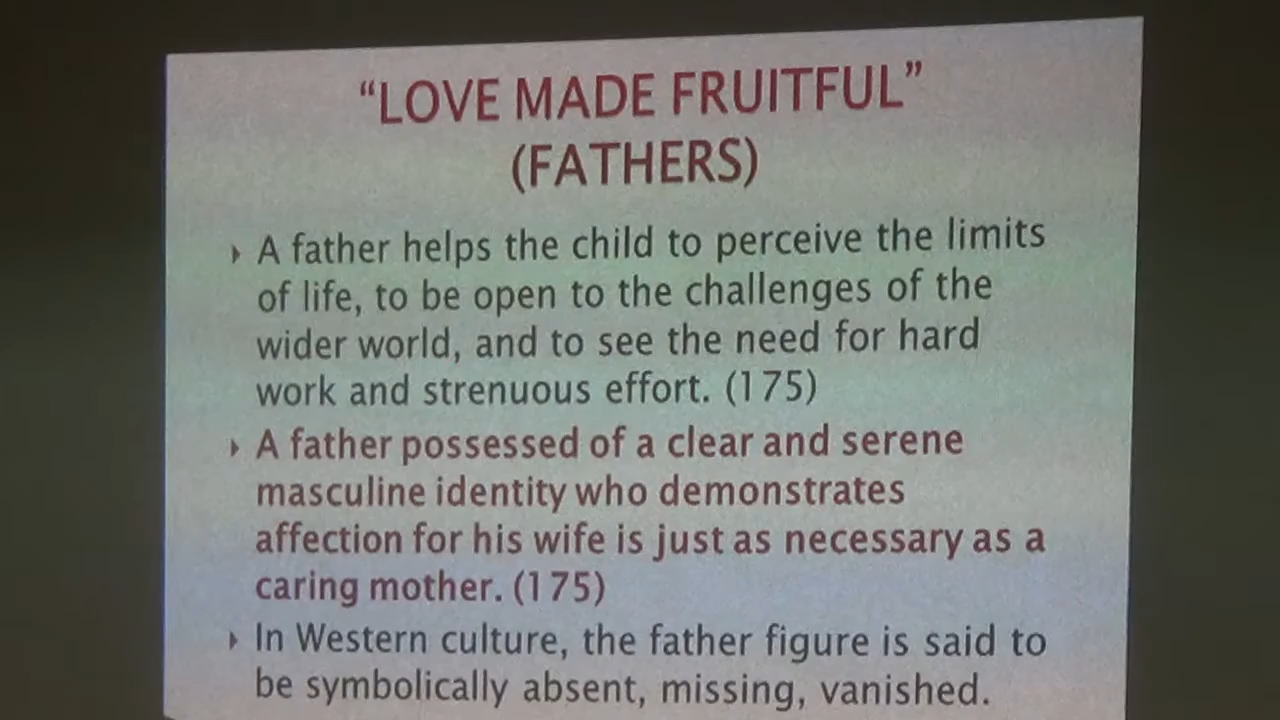 “LOVE MADE FRUITFUL”
(FATHERS)
A father helps the child to perceive the limits
of life, to be open to the challenges of the
wider world, and to see the need for hard
work and strenuous effort. (175)
A father possessed of a clear and serene
masculine identity who demonstrates
affection for his wife is just as necessary as a
caring mother. (175)
In Western culture, the father figure is said to
be symbolically absent, missing, vanished.